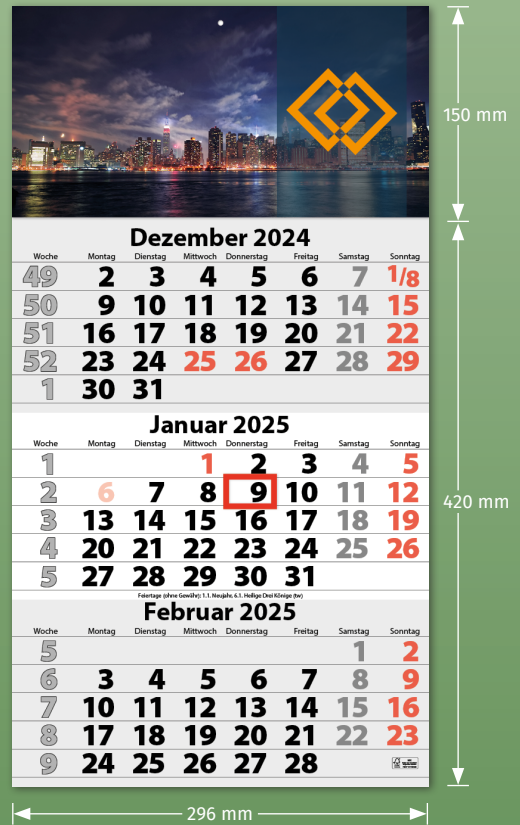 150 mm
Dezember 2024
Woche Montag Dienstag Mittwoch Donnerstag Freitag Samstag Sonntag
49 2 3 4 5 6 7 1/8
50 9 10 11 12 13 14 15
51 16 17 18 19 20 21 22
52 23 24 25 26 27 28 29
1 30 31
Januar 2025
Woche Montag Dienstag Mittwoch Donnerstag Freitag Samstag Sonntag
1 1 2 3 4 5
2 6 7 8 9 10 11 12
3 13 14 15 16 17 18 19
420 mm
4 20 21 22 23 24 25 26
5 27 28 29 30 31
Feiertage (ohne Gewähr): 1.1. Neujahr, 6.1. Heilige Drei Könige (tw)
Februar 2025
Woche Montag Dienstag Mittwoch Donnerstag Freitag Samstag Sonntag
5 1 2
6 3 4 5 6 7 8 9
7 10 11 12 13 14 15 16
8 17 18 19 20 21 22 23
9 24 25 26 27 28
296 mm